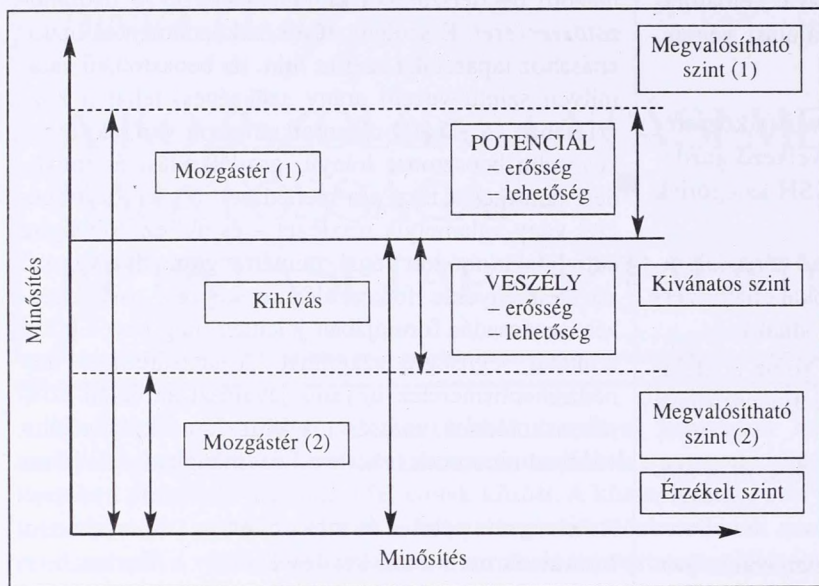 Megvalósítható
szint (1)
POTENCIÁL
– erősség
– lehetőség
Mozgástér (1)
Minősítés
Kihívás
VESZÉLY
– erősség
– lehetőség
Kivánatos szint
Mozgástér (2)
Megvalósítható
szint (2)
Érzékelt szint
Minősítés